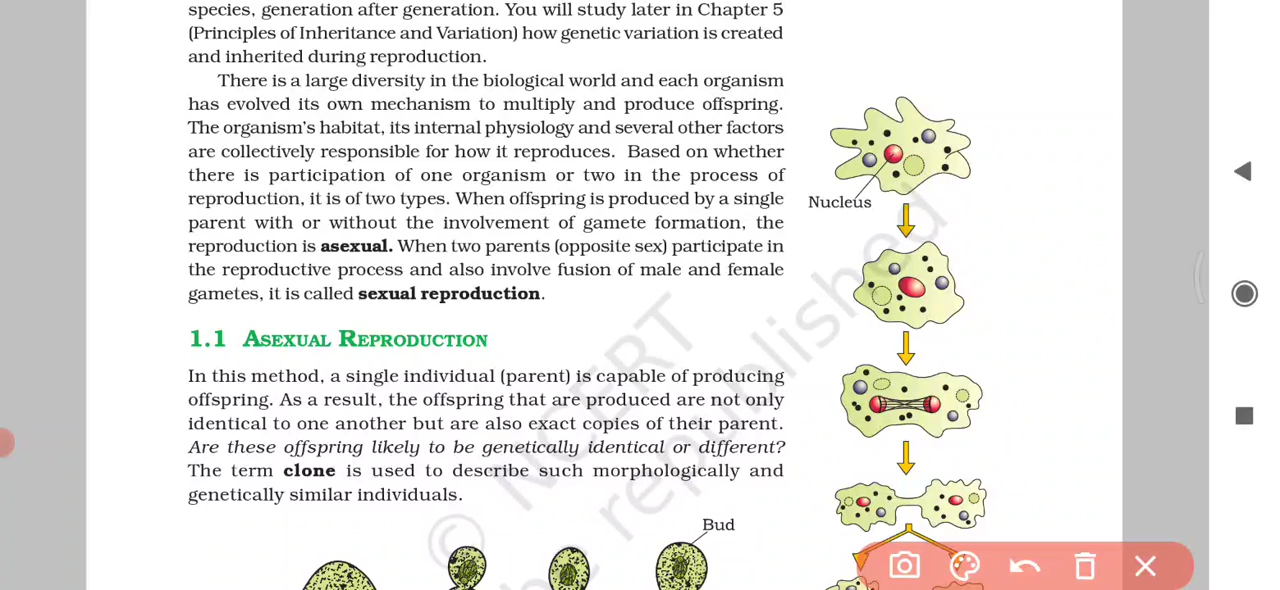 species, generation after generation. You will study later in Chapter 5
(Principles of Inheritance and Variation) how genetic variation is created
and inherited during reproduction.
There is a large diversity in the biological world and each organism
has evolved its own mechanism to multiply and produce offspring.
The organism's habitat, its internal physiology and several other factors
are collectively responsible for how it reproduces. Based on whether
there is participation of one organism or two in the process of
reproduction, it is of two types. When offspring is produced by a single
parent with or without the involvement of gamete formation, the
reproduction is asexual. When two parents (opposite sex) participate in
the reproductive process and also involve fusion of male and female
gametes, it is called sexual reproduction.
1.1 ASEXUAL REPRODUCTION
In this method, a single individual (parent) is capable of producing
offspring. As a result, the offspring that are produced are not only
identical to one another but are also exact copies of their parent.
Are these offspring likely to be genetically identical or different?
The term clone is used to describe such morphologically and
genetically similar individuals.
Bud
Nucleus
© NCERT
be republished